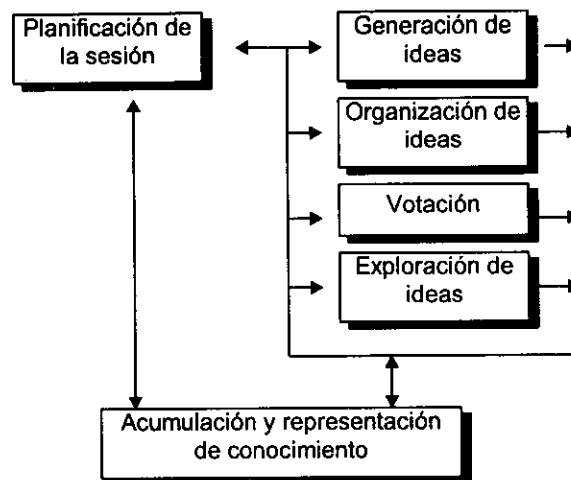 Planificación de
la sesión
Generación de
ideas
Organización de
ideas
Votación
Exploración de
ideas
Acumulación y representación
de conocimiento